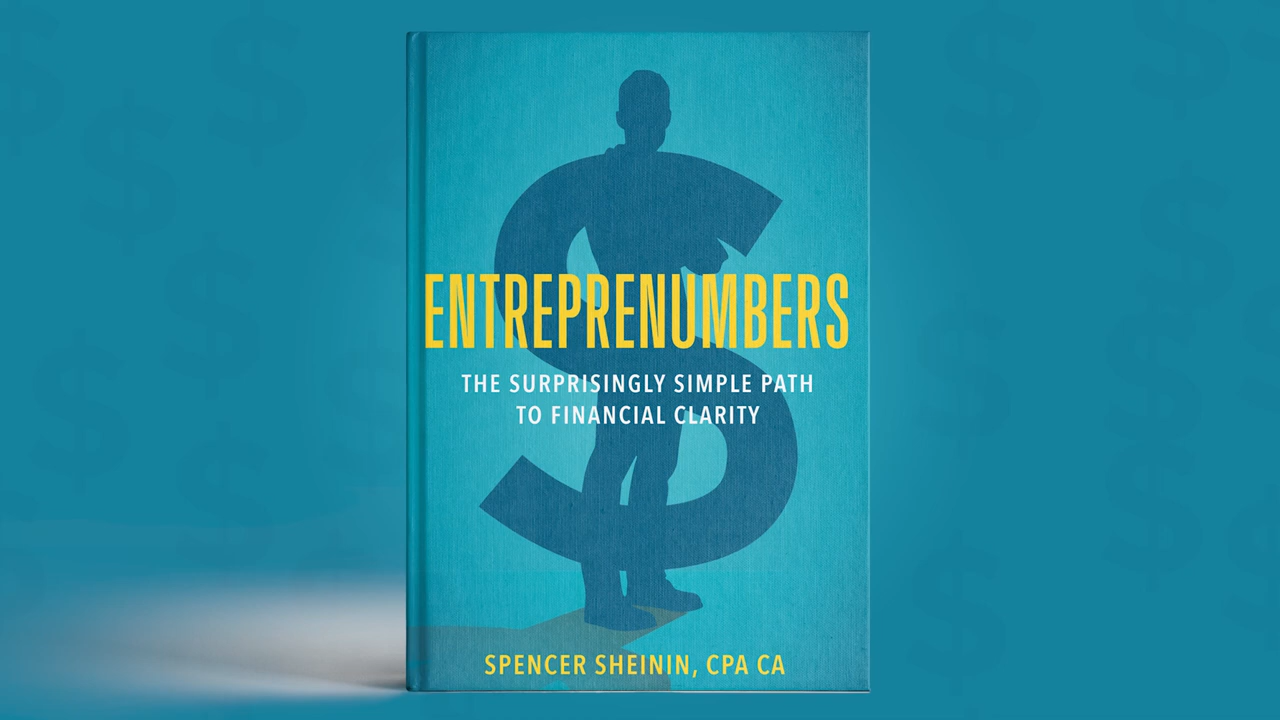 ENTREPRENUMBERS
THE SURPRISINGLY SIMPLE PATH
TO FINANCIAL CLARITY
SPENCER SHEININ, CPA CA